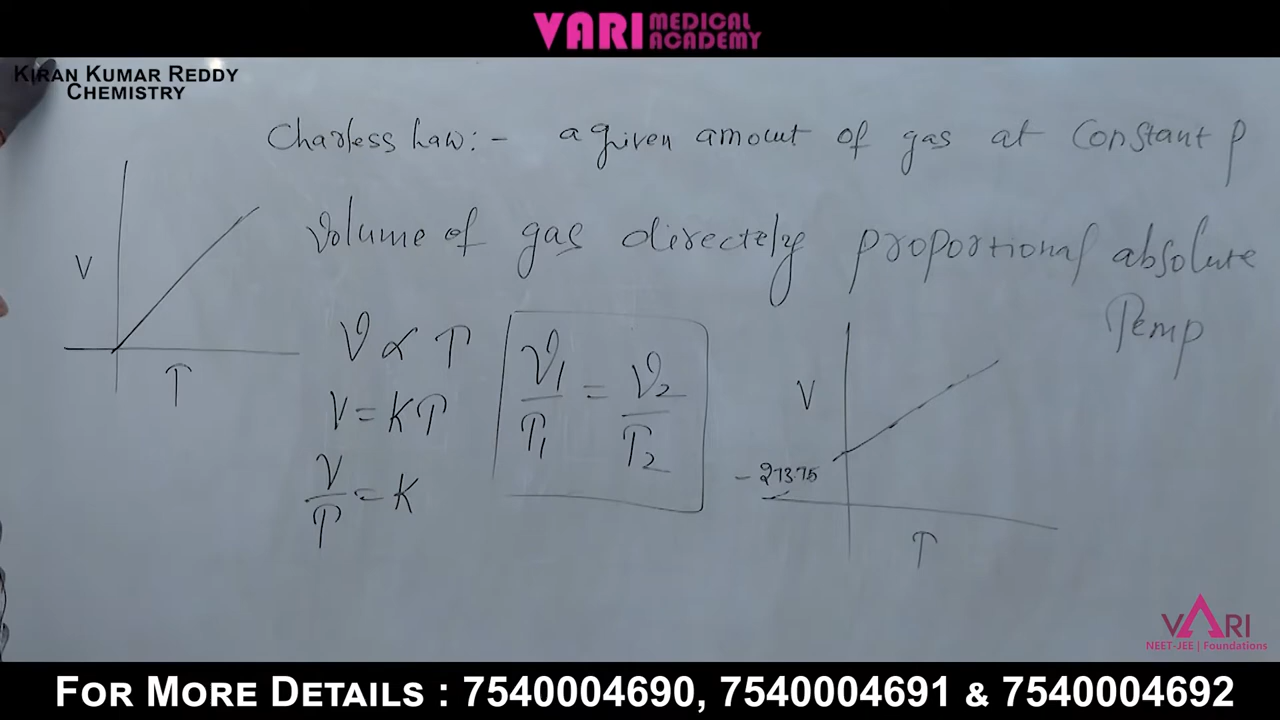 VARI MEDICAL ACADEMY
KIRAN KUMAR REDDY
CHEMISTRY
Charless Law:- a given amount of gas at Constant P
Volume of gas directely proportional absolute
Temp
V ∝ T
V = KT
V/T = K
V1/T1 = V2/T2
V
T
V
-273.75
T
VARI
NEET-JEE | Foundations
FOR MORE DETAILS : 7540004690, 7540004691 & 7540004692